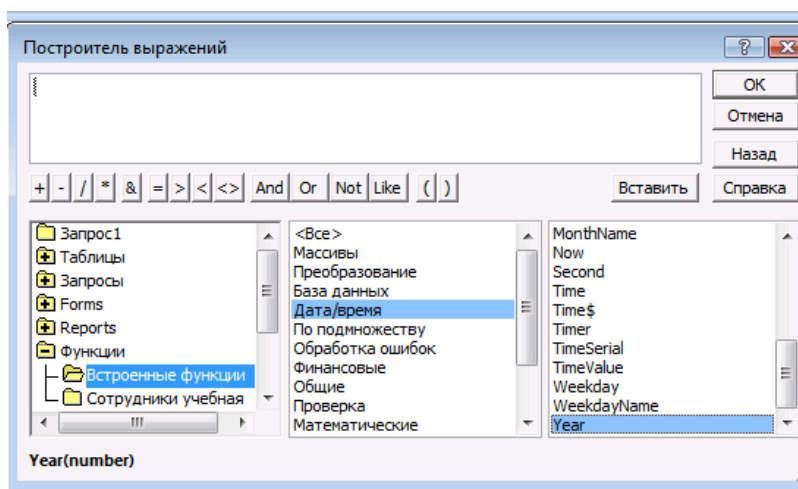 Построитель выражений
ОК
Отмена
Назад
+ - / * & = > < <> And Or Not Like ( ) Вставить Справка
Запрос1
Таблицы
Запросы
Forms
Reports
Функции
Встроенные функции
Сотрудники учебная
<Все>
Массивы
Преобразование
База данных
Дата/время
По подмножеству
Обработка ошибок
Финансовые
Общие
Проверка
Математические
MonthName
Now
Second
Time
Time$
Timer
TimeSerial
TimeValue
Weekday
WeekdayName
Year
Year(number)